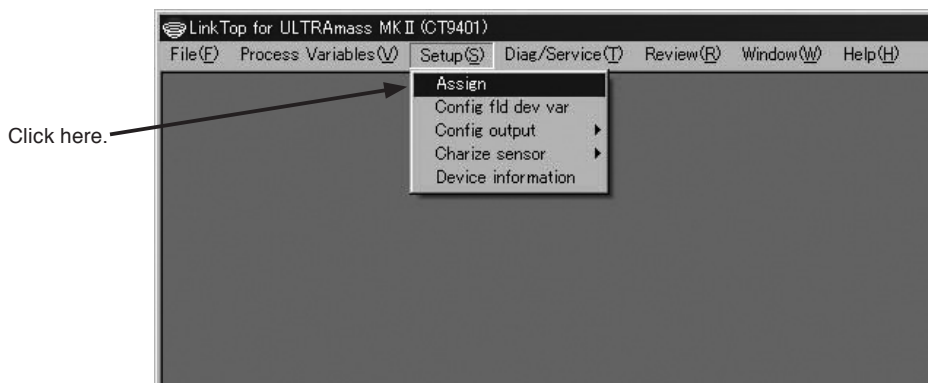 LinkTop for ULTRAmass MKⅡ (CT9401)
File(F) Process Variables(V) Setup(S) Diag/Service(T) Review(R) Window(W) Help(H)
Assign
Config fld dev var
Click here.
Config output
Charize sensor
Device information